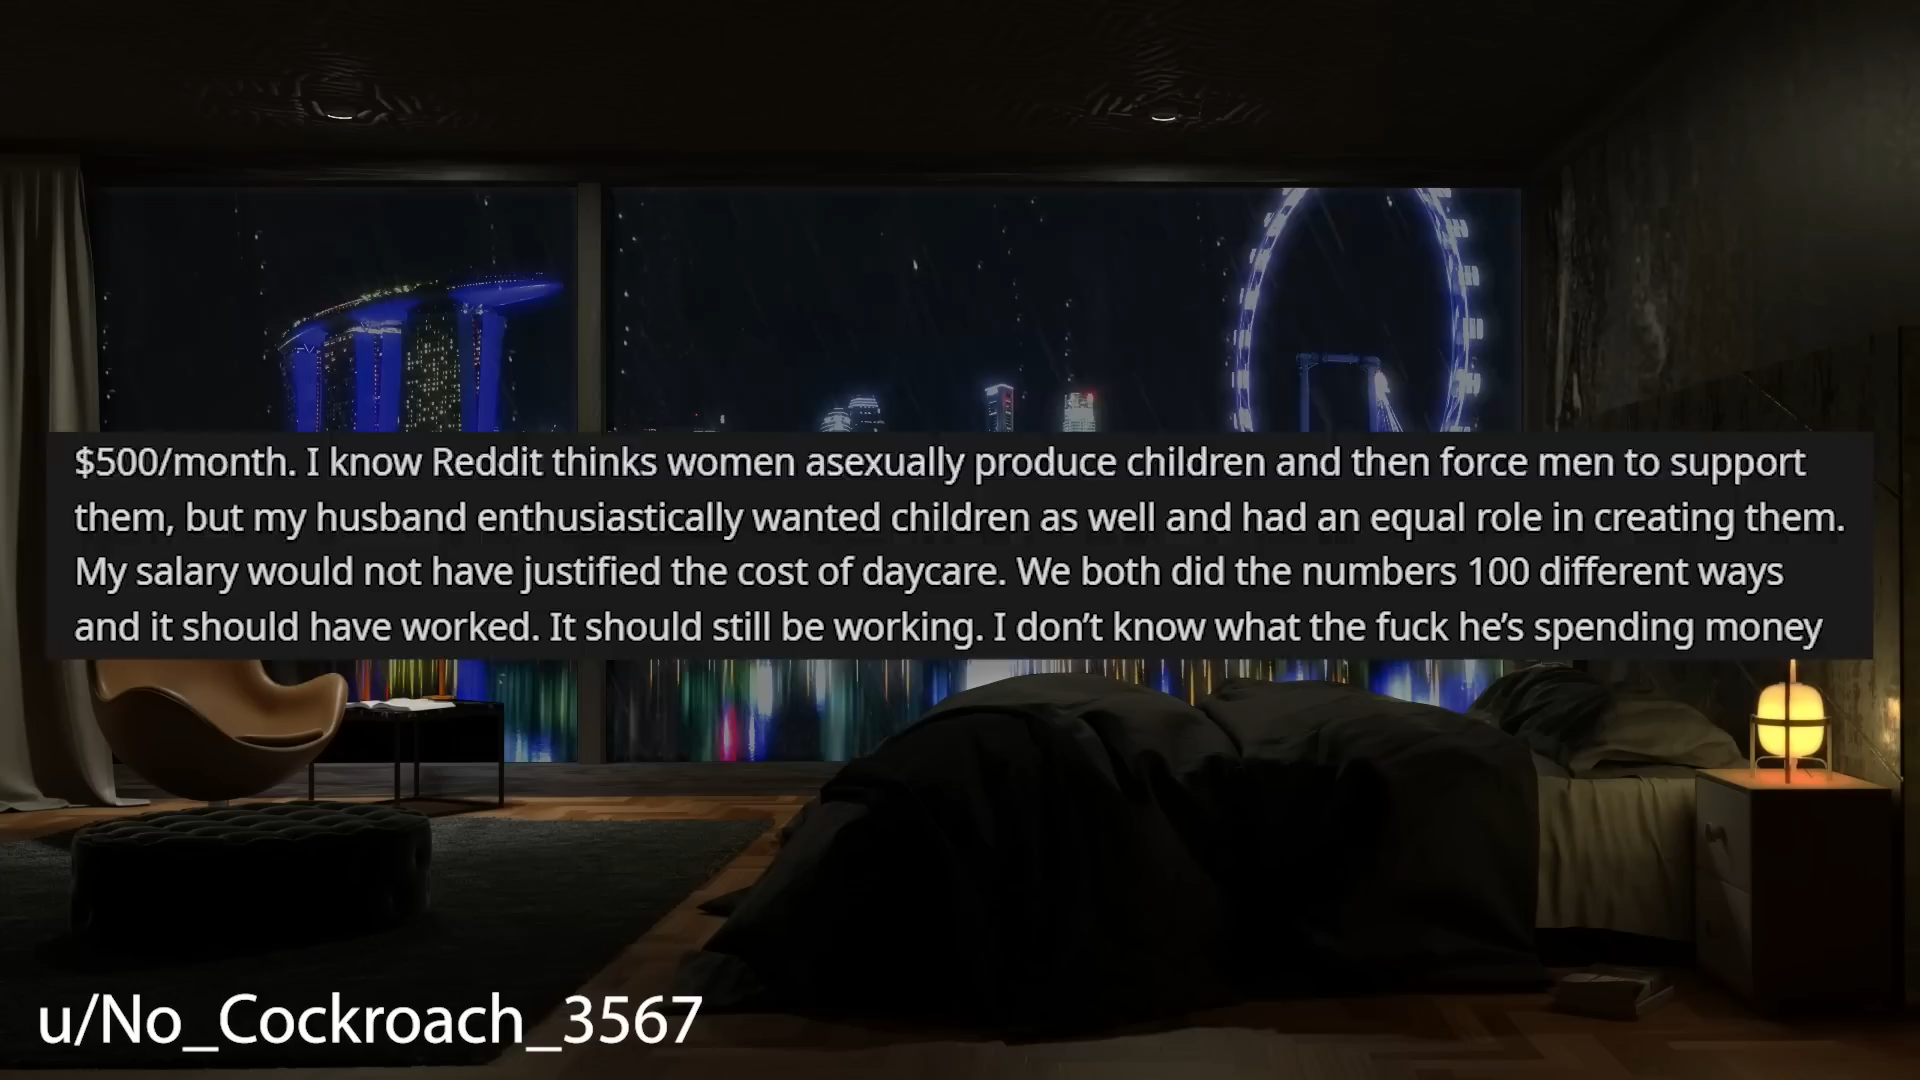 $500/month. I know Reddit thinks women asexually produce children and then force men to support
them, but my husband enthusiastically wanted children as well and had an equal role in creating them.
My salary would not have justified the cost of daycare. We both did the numbers 100 different ways
and it should have worked. It should still be working. I don’t know what the fuck he’s spending money
u/No_Cockroach_3567